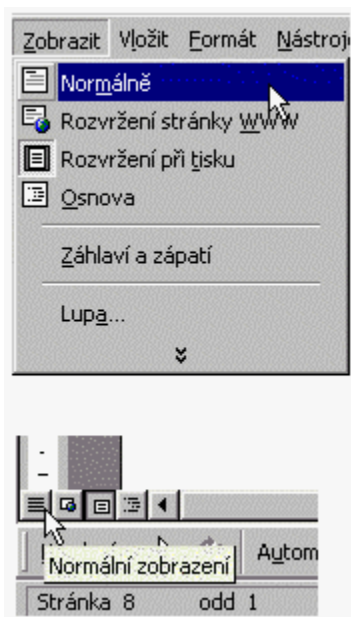 Zobrazit Vložit Formát Nástroj
Normálně
Rozvržení stránky WWW
Rozvržení při tisku
Osnova
Záhlaví a zápatí
Lupa...
Autom
Normální zobrazení
Stránka 8 odd 1